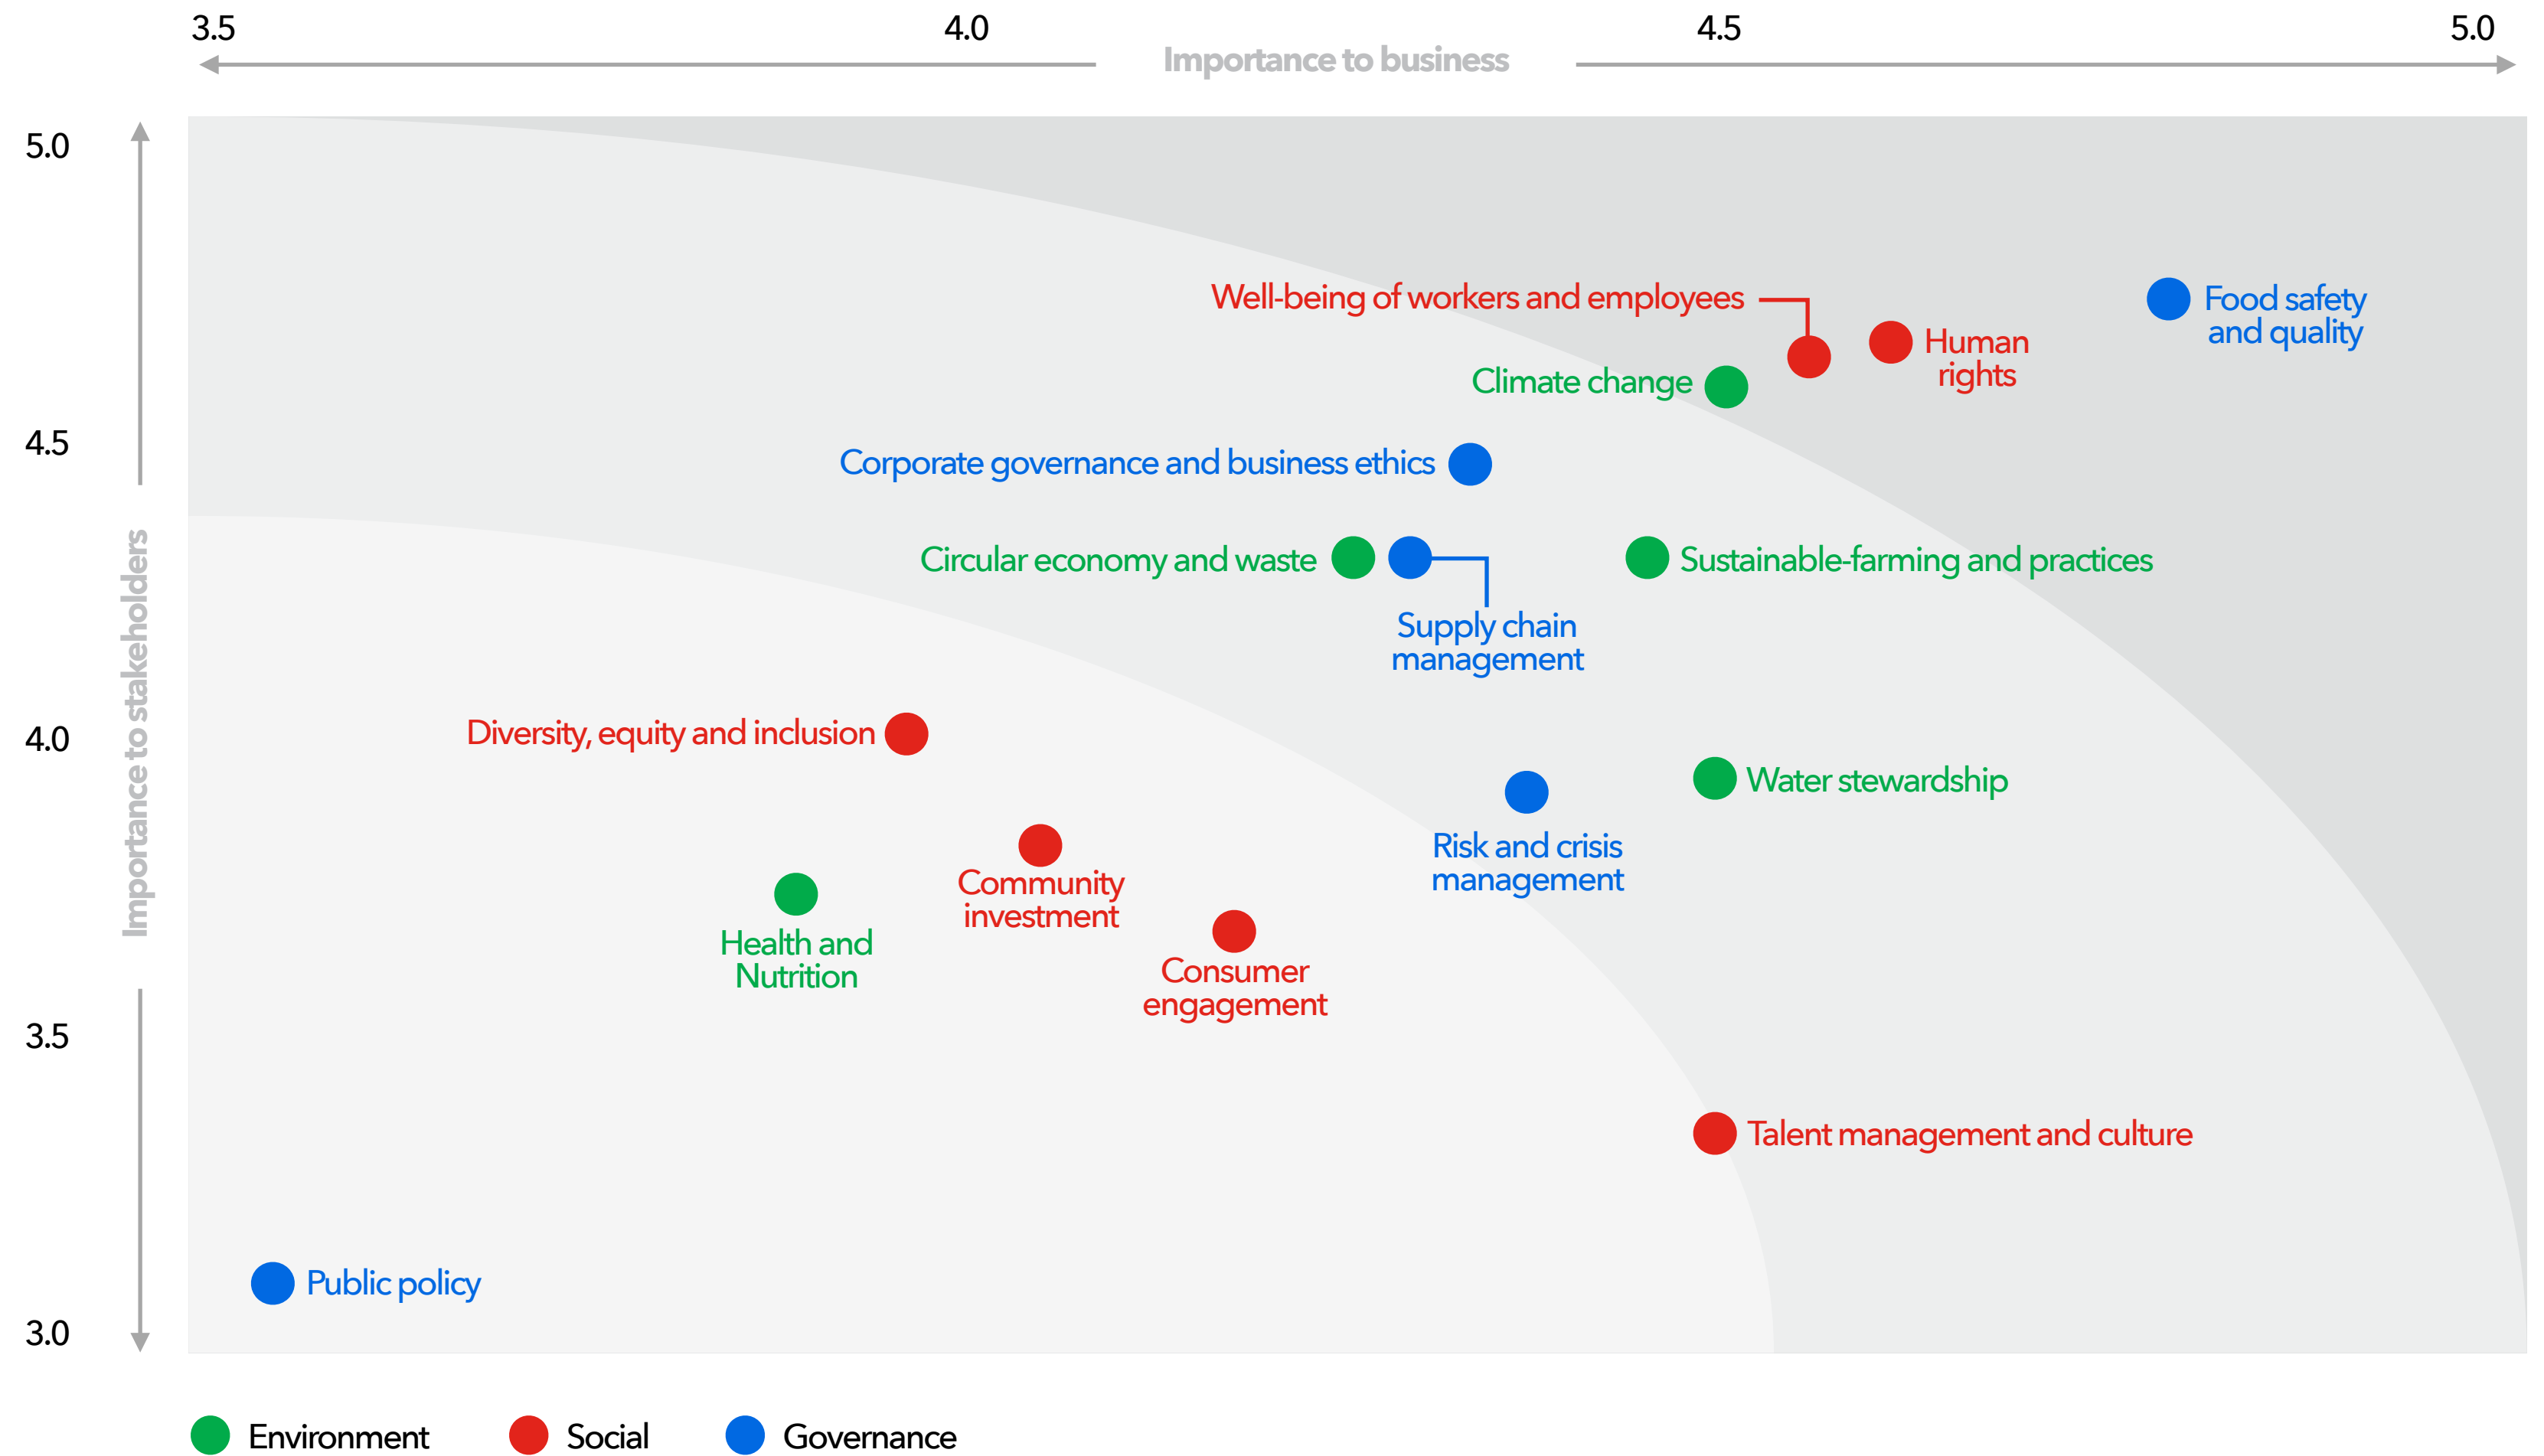 3.5
4.0
4.5
5.0
Importance to business
5.0
4.5
4.0
3.5
3.0
Importance to stakeholders
Well-being of workers and employees
Food safety
and quality
Human
rights
Climate change
Corporate governance and business ethics
Circular economy and waste
Sustainable-farming and practices
Supply chain
management
Diversity, equity and inclusion
Water stewardship
Risk and crisis
management
Community
investment
Health and
Nutrition
Consumer
engagement
Talent management and culture
Public policy
Environment
Social
Governance